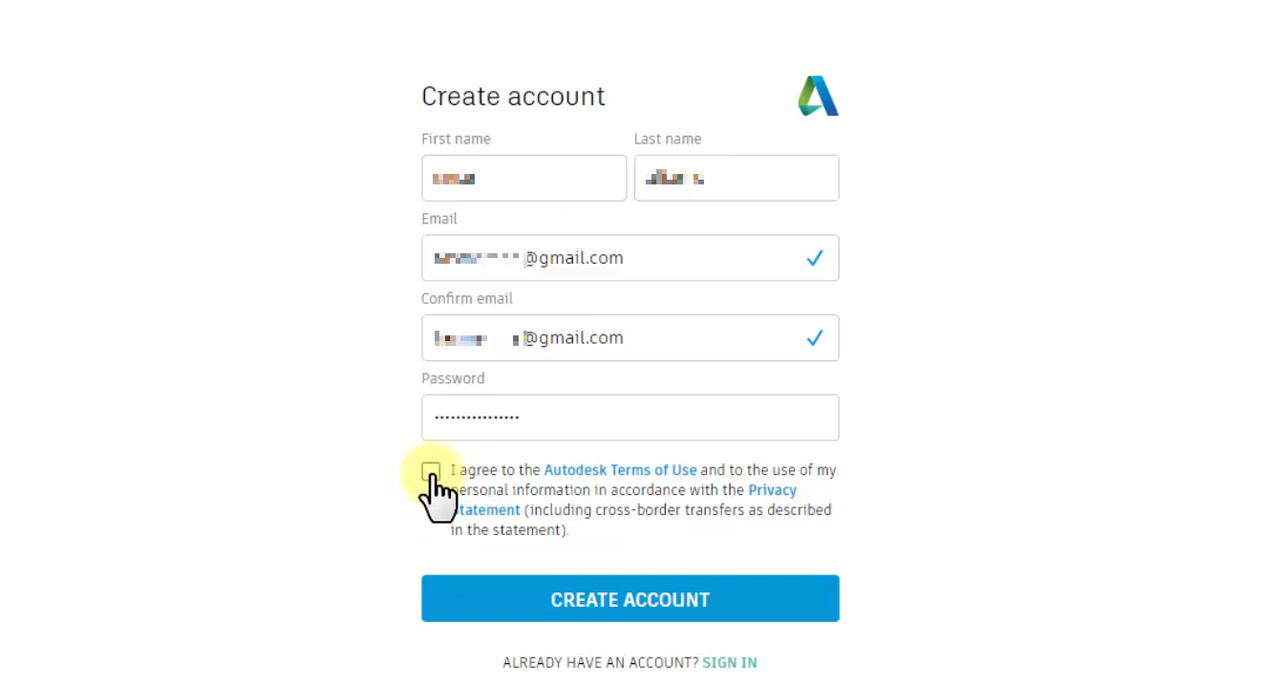 Create account
First name Last name
Email
@gmail.com
Confirm email
@gmail.com
Password
I agree to the Autodesk Terms of Use and to the use of my
personal information in accordance with the Privacy
Statement (including cross-border transfers as described
in the statement).
CREATE ACCOUNT
ALREADY HAVE AN ACCOUNT? SIGN IN